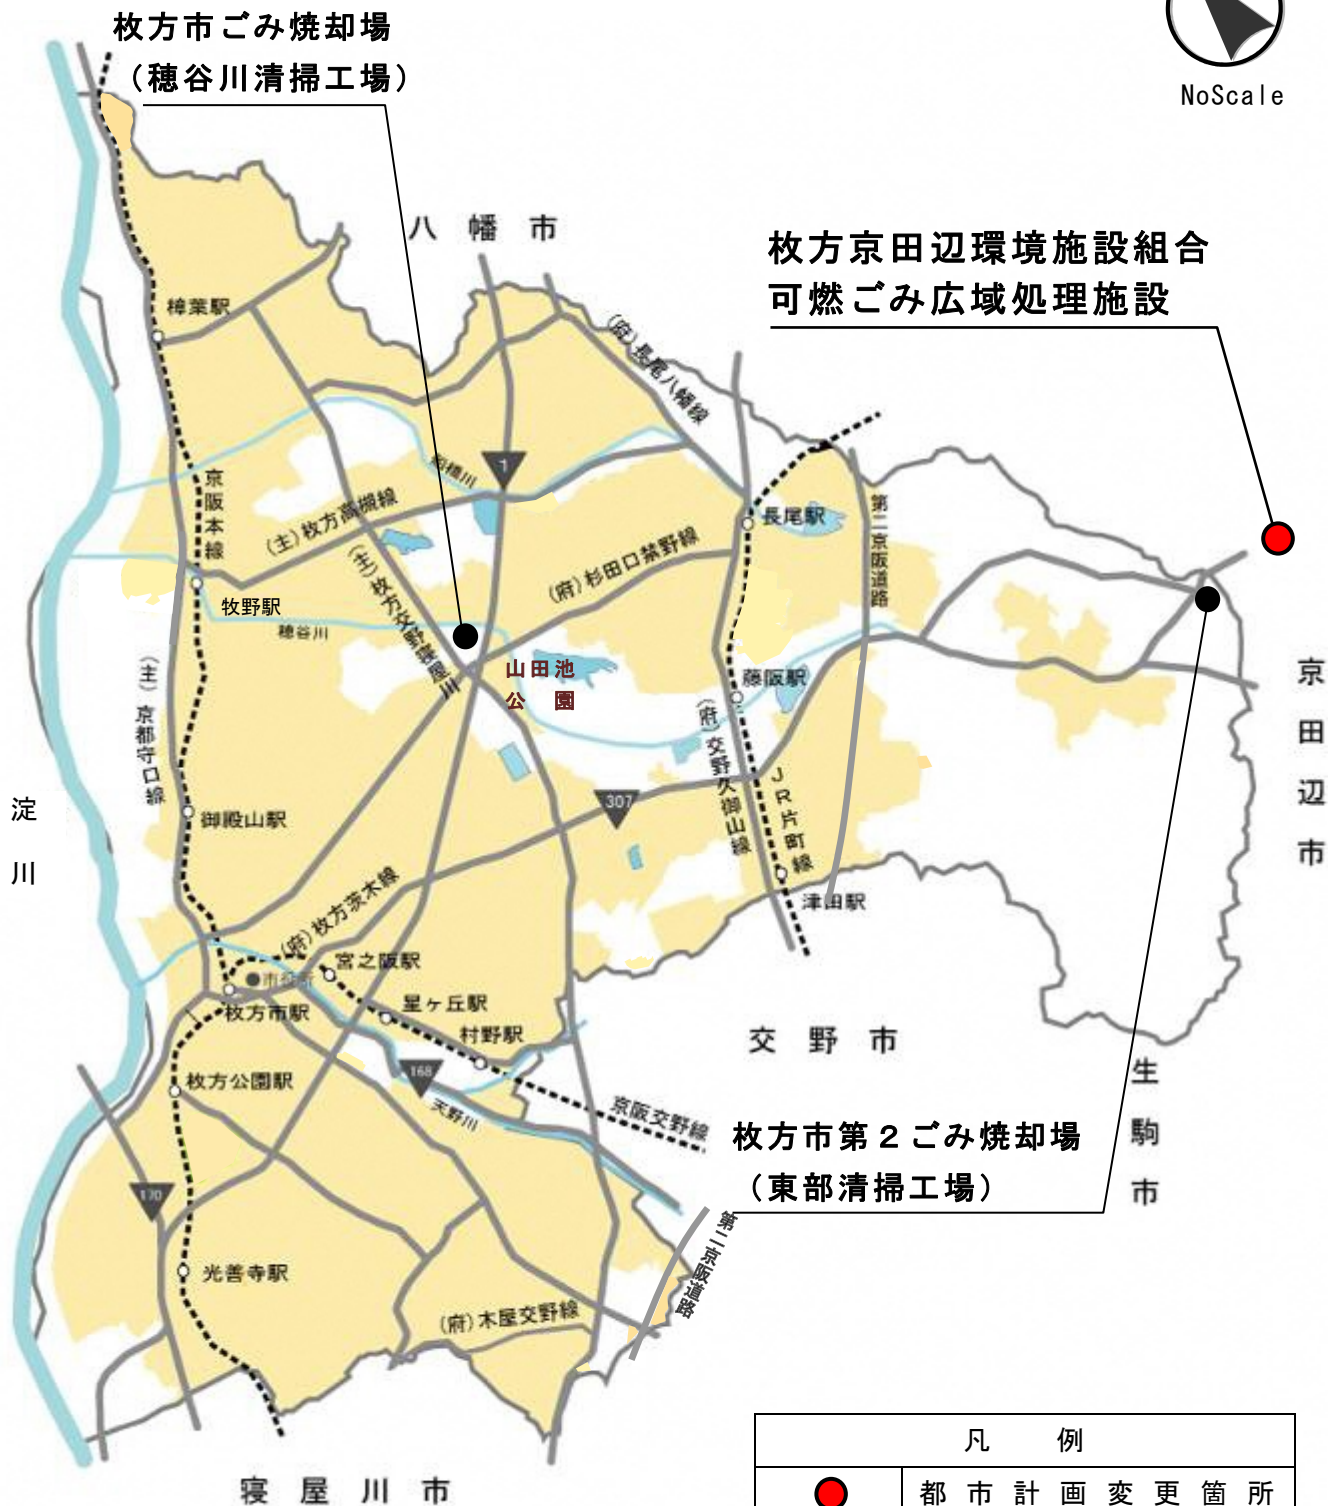 枚方市ごみ焼却場
（穂谷川清掃工場）
NoScale
八幡市
枚方京田辺環境施設組合
可燃ごみ広域処理施設
樟葉駅
（府）長尾八幡線
京阪本線
船橋川
1
（主）枚方高槻線
長尾駅
第二京阪道路
（主）枚方交野寝屋川
（府）杉田口禁野線
牧野駅
穂谷川
山田池
公園
藤阪駅
京田辺市
（主）京都守口線
（府）交野久御山線
JR片町線
淀川
御殿山駅
307
（府）枚方茨木線
津田駅
宮之阪駅
市役所
枚方市駅
星ヶ丘駅
村野駅
交野市
生駒市
枚方公園駅
168
天野川
京阪交野線
枚方市第２ごみ焼却場
（東部清掃工場）
170
第二京阪道路
光善寺駅
（府）木屋交野線
寝屋川市
凡例
都市計画変更箇所